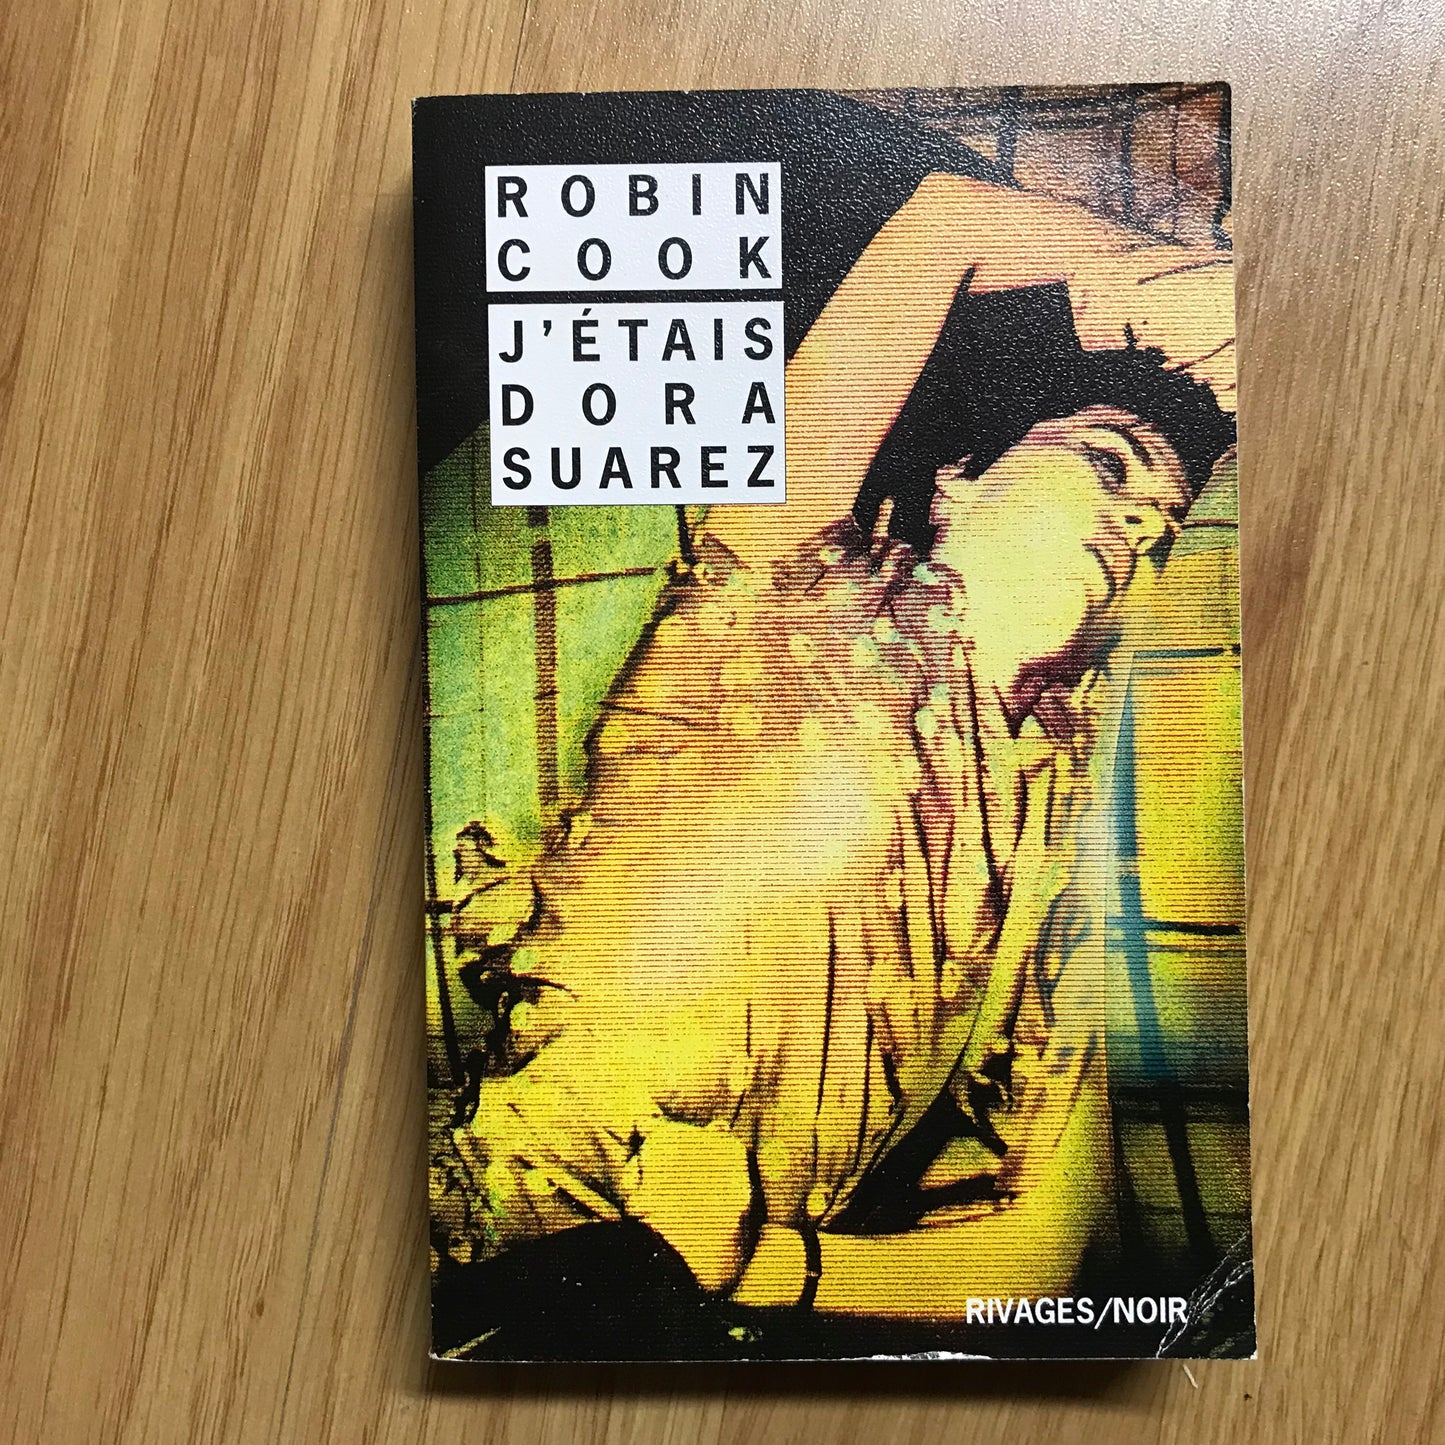 ROBIN
COOK
J'ÉTAIS
DORA
SUAREZ
RIVAGES/NOIR